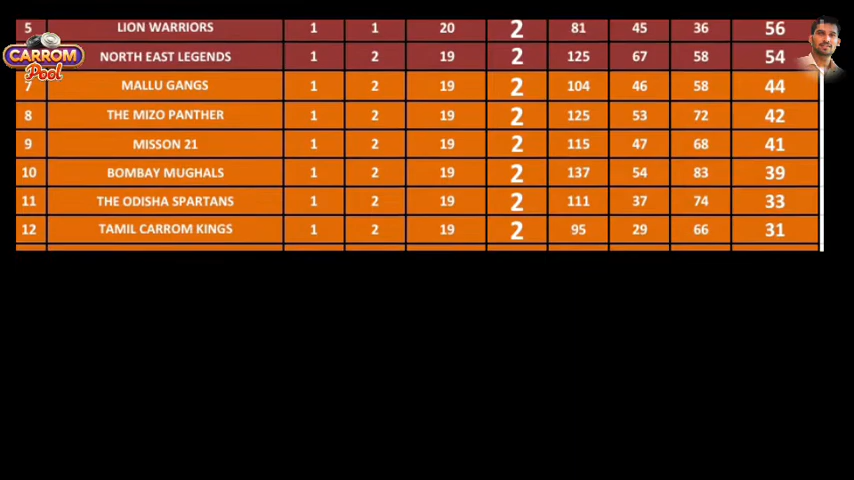 5 LION WARRIORS 1 1 20 2 81 45 36 56
CARROM
Pool
NORTH EAST LEGENDS 1 2 19 2 125 67 58 54
7 MALLU GANGS 1 2 19 2 104 46 58 44
8 THE MIZO PANTHER 1 2 19 2 125 53 72 42
9 MISSON 21 1 2 19 2 115 47 68 41
10 BOMBAY MUGHALS 1 2 19 2 137 54 83 39
11 THE ODISHA SPARTANS 1 2 19 2 111 37 74 33
12 TAMIL CARROM KINGS 1 2 19 2 95 29 66 31